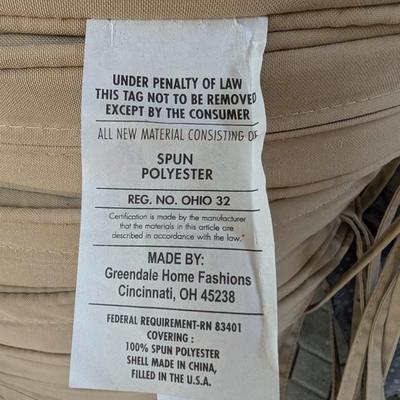 UNDER PENALTY OF LAW
THIS TAG NOT TO BE REMOVED
EXCEPT BY THE CONSUMER
ALL NEW MATERIAL CONSISTING OF
SPUN
POLYESTER
REG. NO. OHIO 32
Certification is made by the manufacturer
that the materials in this article are
described in accordance with the law."
MADE BY:
Greendale Home Fashions
Cincinnati, OH 45238
FEDERAL REQUIREMENT-RN 83401
COVERING :
100% SPUN POLYESTER
SHELL MADE IN CHINA,
FILLED IN THE U.S.A.